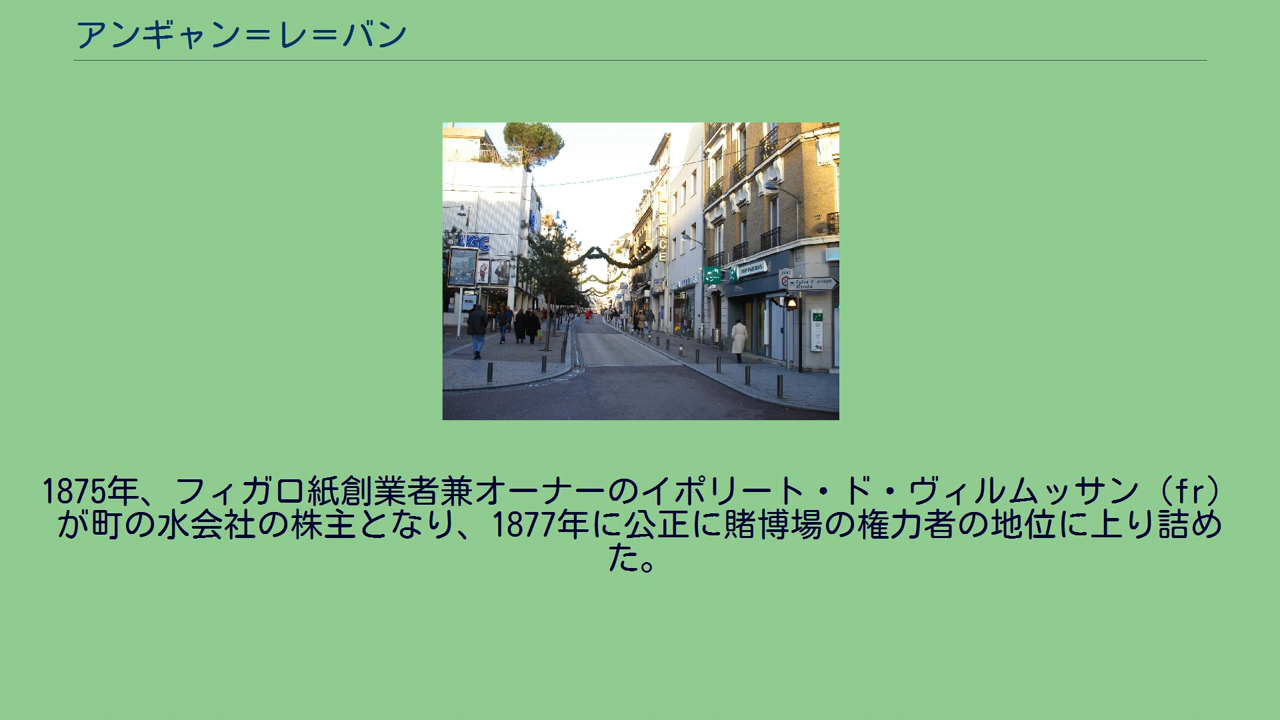 アンギャン＝レ＝バン
UGC
BNP PARIBAS
1875年、フィガロ紙創業者兼オーナーのイポリート・ド・ヴィルムッサン（fr）
が町の水会社の株主となり、1877年に公正に賭博場の権力者の地位に上り詰め
た。